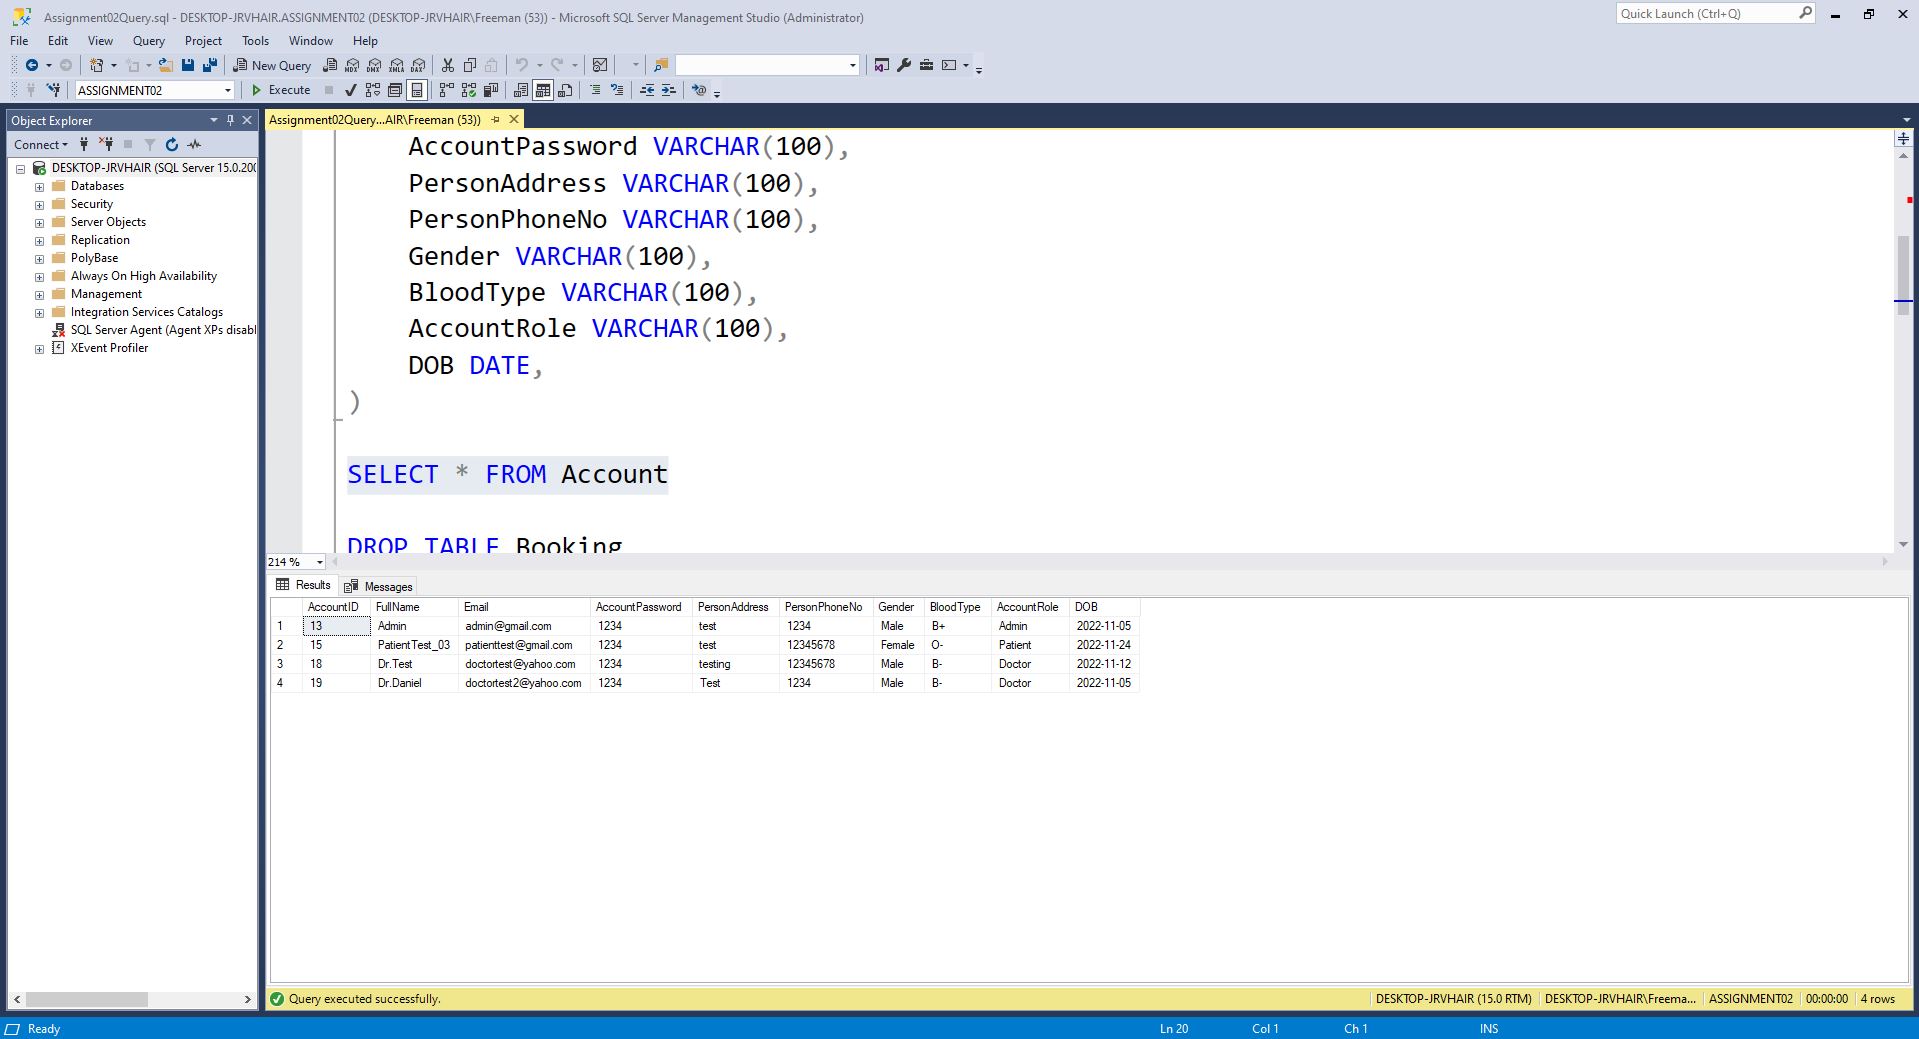 Assignment02Query.sql - DESKTOP-JRVHAIR.ASSIGNMENT02 (DESKTOP-JRVHAIR\Freeman (53)) - Microsoft SQL Server Management Studio (Administrator)
Quick Launch (Ctrl+Q)
File Edit View Query Project Tools Window Help
New Query MDX DMX XMLA DAX
ASSIGNMENT02 Execute
Object Explorer
Assignment02Query...AIR\Freeman (53))
Connect
DESKTOP-JRVHAIR (SQL Server 15.0.200
Databases
Security
Server Objects
Replication
PolyBase
Always On High Availability
Management
Integration Services Catalogs
SQL Server Agent (Agent XPs disabl
XEvent Profiler
AccountPassword VARCHAR(100),
PersonAddress VARCHAR(100),
PersonPhoneNo VARCHAR(100),
Gender VARCHAR(100),
BloodType VARCHAR(100),
AccountRole VARCHAR(100),
DOB DATE,
)
SELECT * FROM Account
DROP TABLE Booking
214 %
Results Messages
AccountID FullName Email AccountPassword PersonAddress PersonPhoneNo Gender BloodType AccountRole DOB
1 13 Admin admin@gmail.com 1234 test 1234 Male B+ Admin 2022-11-05
2 15 PatientTest_03 patienttest@gmail.com 1234 test 12345678 Female O- Patient 2022-11-24
3 18 Dr.Test doctortest@yahoo.com 1234 testing 12345678 Male B- Doctor 2022-11-12
4 19 Dr.Daniel doctortest2@yahoo.com 1234 Test 1234 Male B- Doctor 2022-11-05
Query executed successfully.
DESKTOP-JRVHAIR (15.0 RTM) DESKTOP-JRVHAIR\Freema... ASSIGNMENT02 00:00:00 4 rows
Ready Ln 20 Col 1 Ch 1 INS